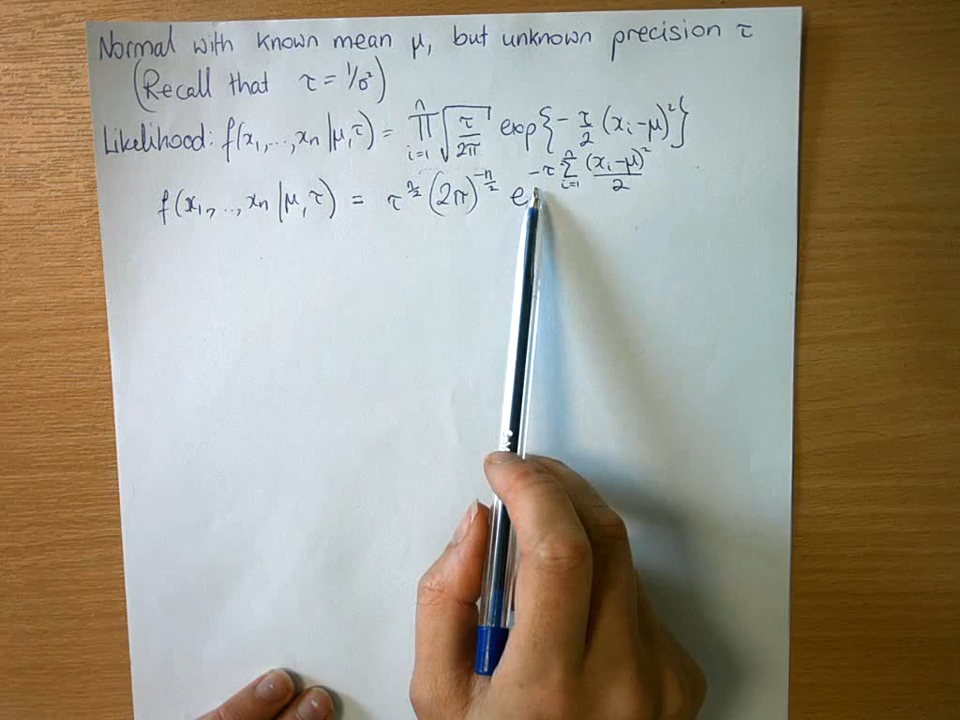 Normal with known mean μ, but unknown precision τ
(Recall that τ = 1/σ²)
Likelihood: f(x₁,...,xₙ|μ,τ) = ∏ᵢ₌₁ⁿ √(τ/2π) exp{-τ/2 (xᵢ-μ)²}
f(x₁,...,xₙ|μ,τ) = τ^(n/2) (2π)^(-n/2) e^(-τ ∑ᵢ₌₁ⁿ (xᵢ-μ)²/2)